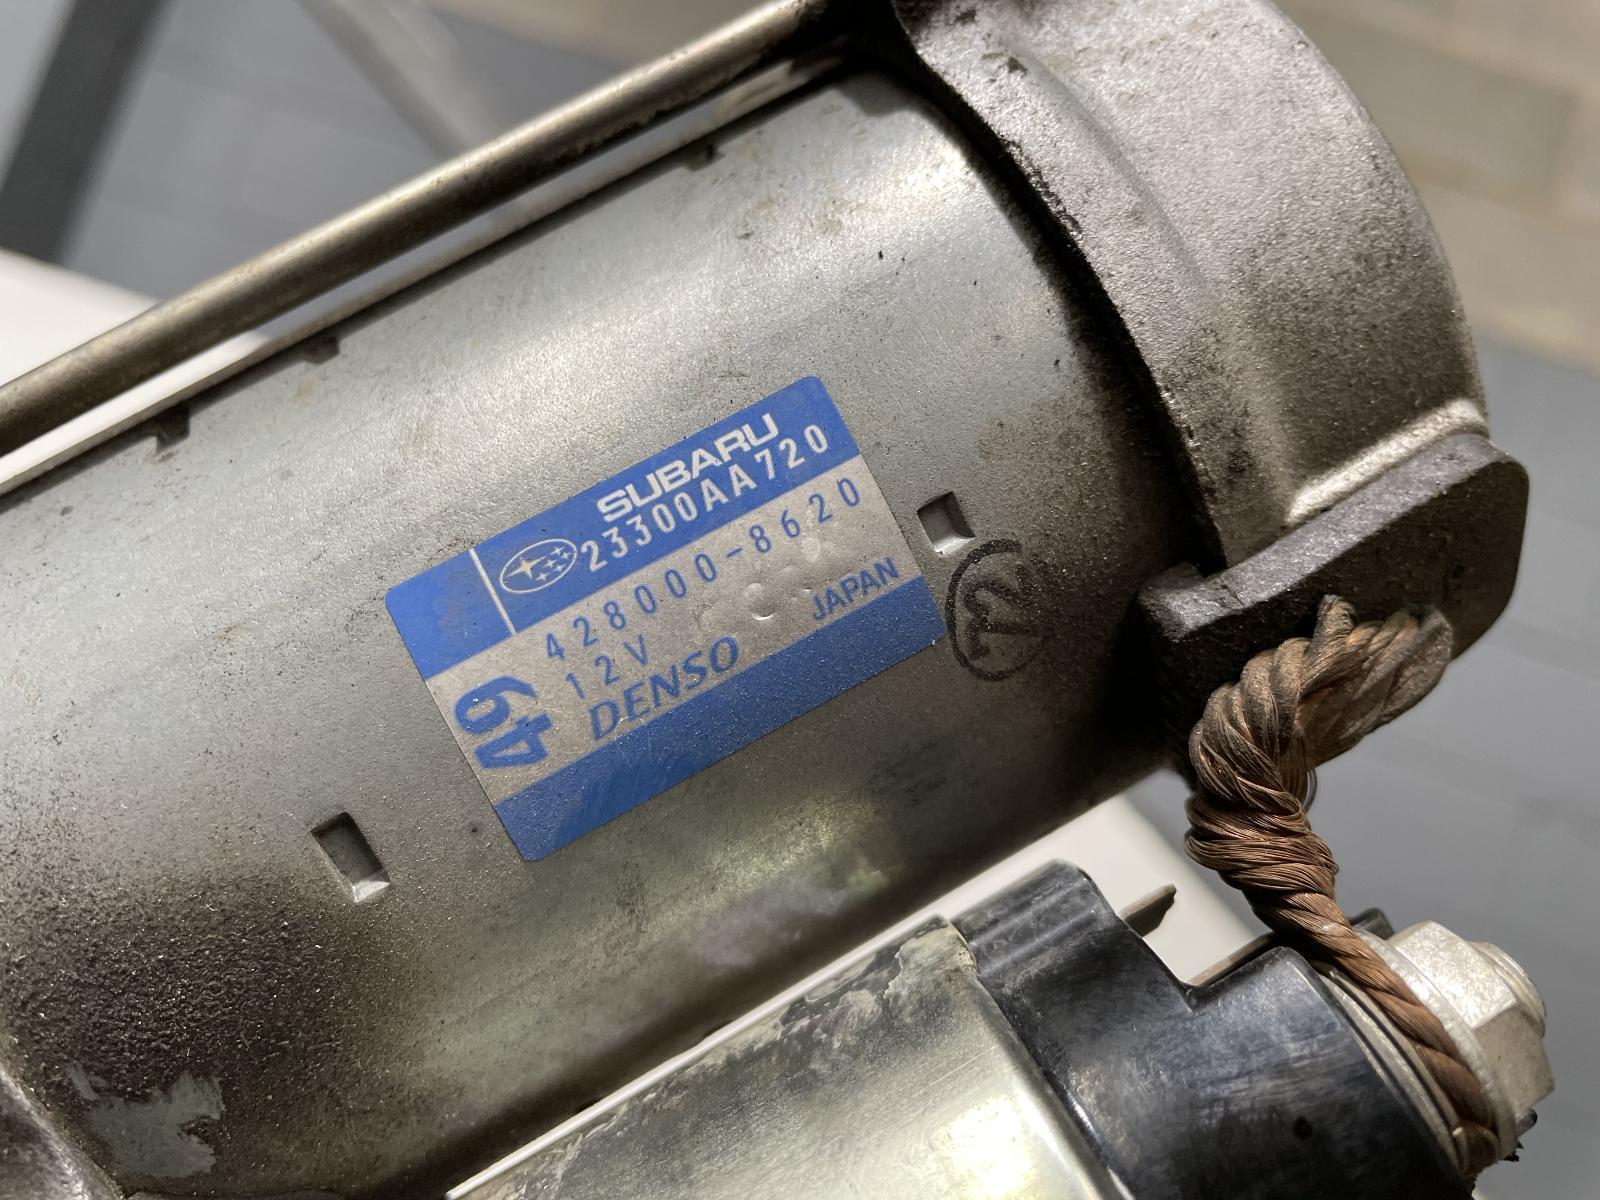 SUBARU
23300AA720
428000-8620
12V
DENSO
JAPAN
49